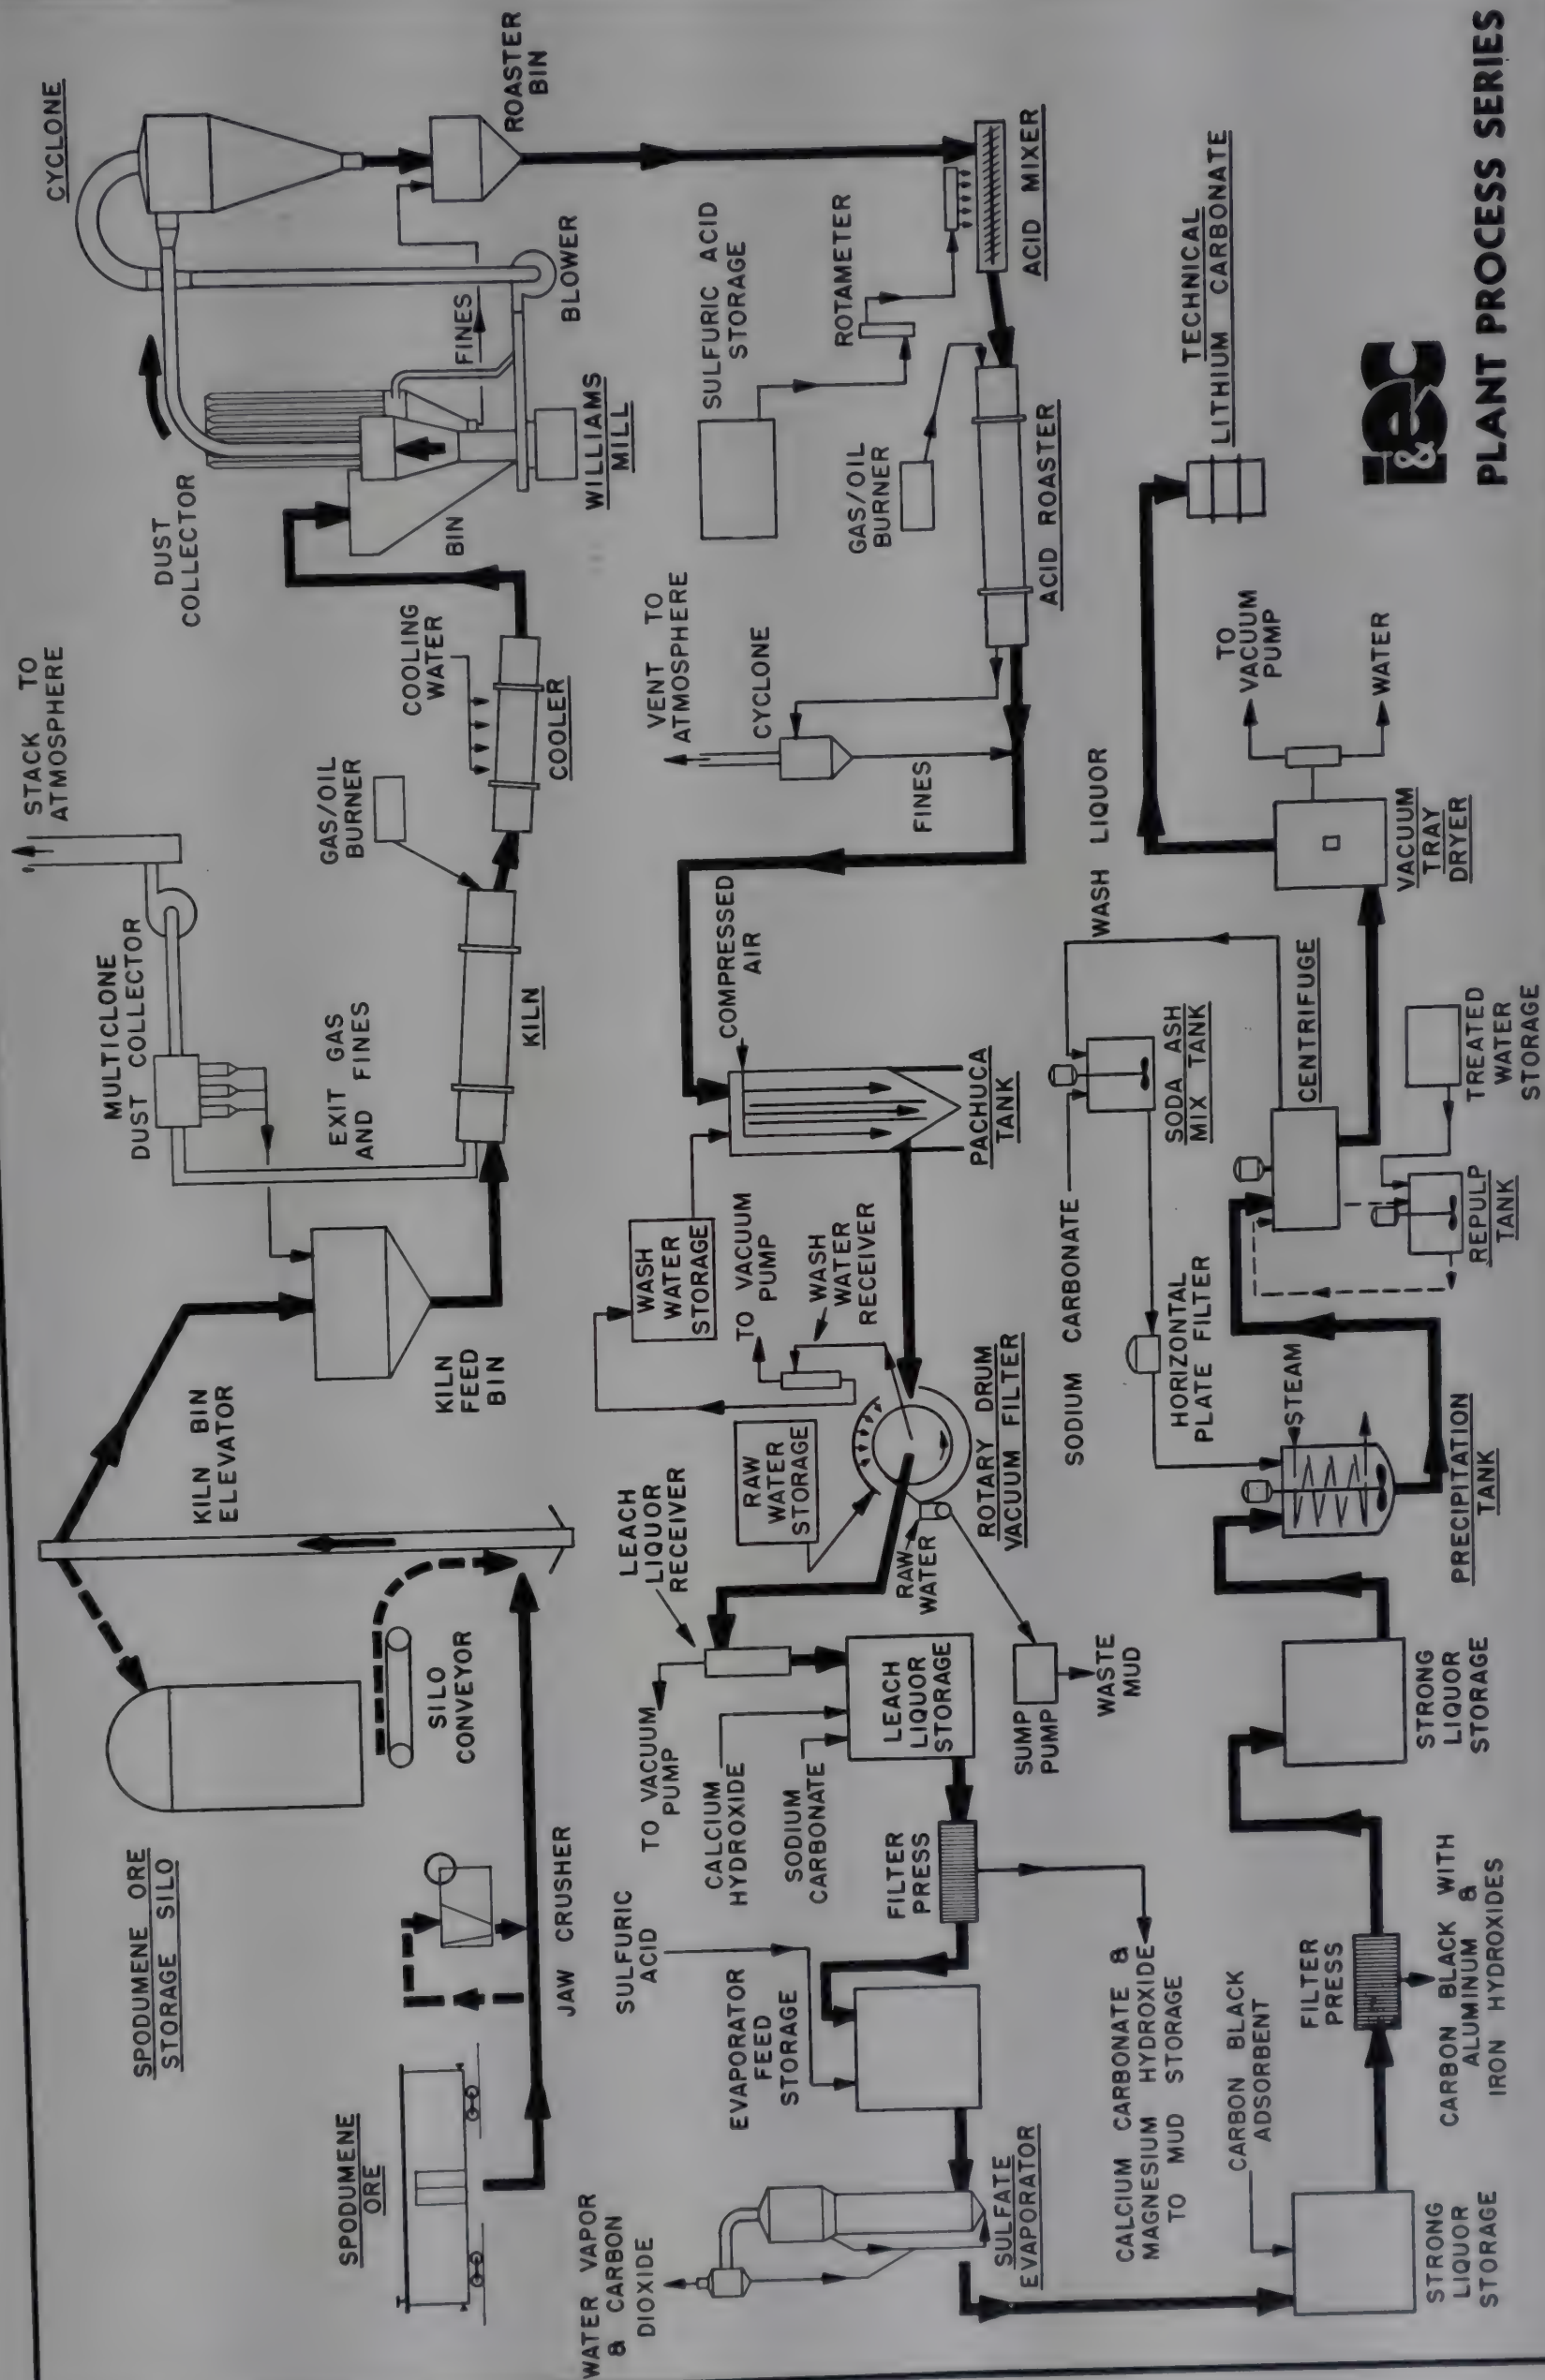 SPODUMENE
ORE
SPODUMENE ORE
STORAGE SILO
JAW CRUSHER
SILO
CONVEYOR
KILN BIN
ELEVATOR
KILN
FEED
BIN
MULTICLONE
DUST COLLECTOR
STACK TO
ATMOSPHERE
EXIT GAS
AND FINES
GAS/OIL
BURNER
KILN
COOLING
WATER
COOLER
DUST
COLLECTOR
BIN
WILLIAMS
MILL
FINES
BLOWER
CYCLONE
ROASTER
BIN
SULFURIC ACID
STORAGE
ROTAMETER
ACID MIXER
GAS/OIL
BURNER
ACID ROASTER
VENT TO
ATMOSPHERE
CYCLONE
FINES
COMPRESSED
AIR
PACHUCA
TANK
WASH
WATER
STORAGE
TO VACUUM
PUMP
WASH
WATER
RECEIVER
RAW
WATER
STORAGE
ROTARY DRUM
VACUUM FILTER
RAW
WATER
LEACH
LIQUOR
RECEIVER
TO VACUUM
PUMP
LEACH
LIQUOR
STORAGE
SUMP
PUMP
WASTE
MUD
CALCIUM
HYDROXIDE
SODIUM
CARBONATE
FILTER
PRESS
CALCIUM CARBONATE &
MAGNESIUM HYDROXIDE
TO MUD STORAGE
SULFURIC
ACID
EVAPORATOR
FEED
STORAGE
WATER VAPOR
& CARBON
DIOXIDE
SULFATE
EVAPORATOR
CARBON BLACK
ADSORBENT
STRONG
LIQUOR
STORAGE
FILTER
PRESS
CARBON BLACK WITH
ALUMINUM &
IRON HYDROXIDES
STRONG
LIQUOR
STORAGE
SODIUM CARBONATE
SODA ASH
MIX TANK
WASH LIQUOR
HORIZONTAL
PLATE FILTER
STEAM
PRECIPITATION
TANK
CENTRIFUGE
REPULP
TANK
TREATED
WATER
STORAGE
VACUUM
TRAY
DRYER
TO
VACUUM
PUMP
WATER
TECHNICAL
LITHIUM CARBONATE
i&ec
PLANT PROCESS SERIES